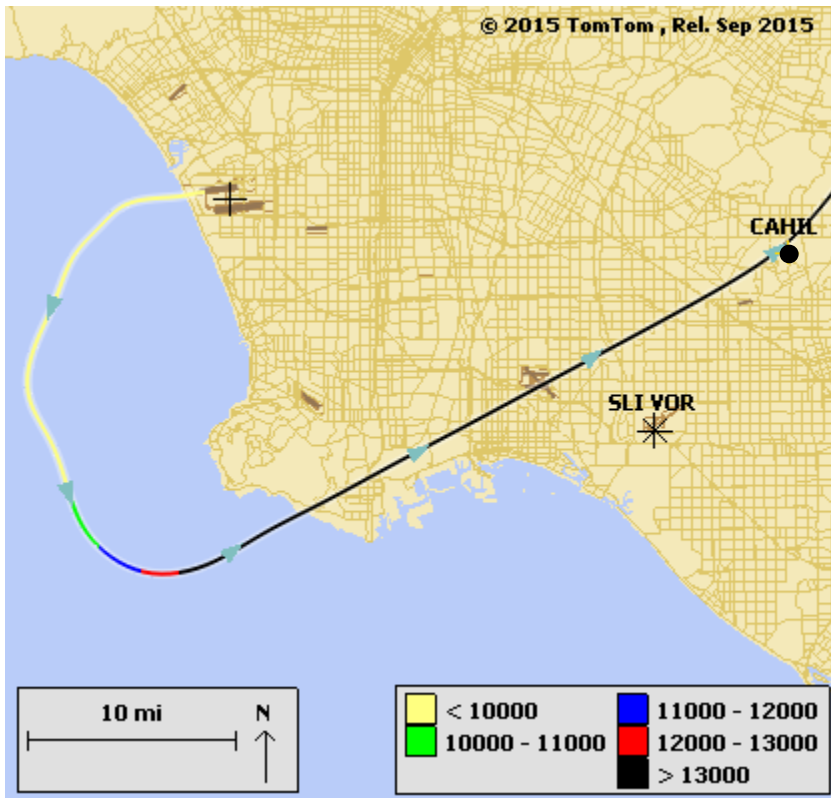 © 2015 TomTom , Rel. Sep 2015
CAHIL
SLI VOR
10 mi
N
< 10000
11000 - 12000
10000 - 11000
12000 - 13000
> 13000